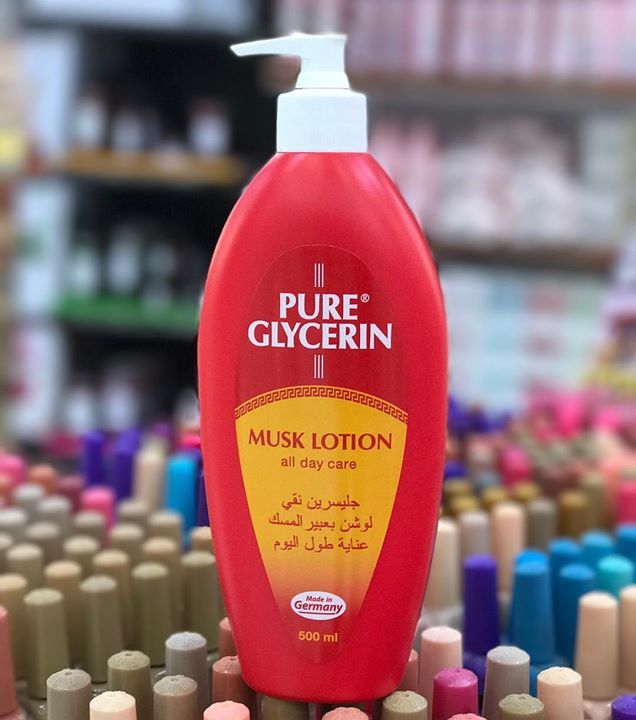 PURE®
GLYCERIN
MUSK LOTION
all day care
جليسرين نقي
لوشن بعبير المسك
عناية طول اليوم
Made in
Germany
500 ml